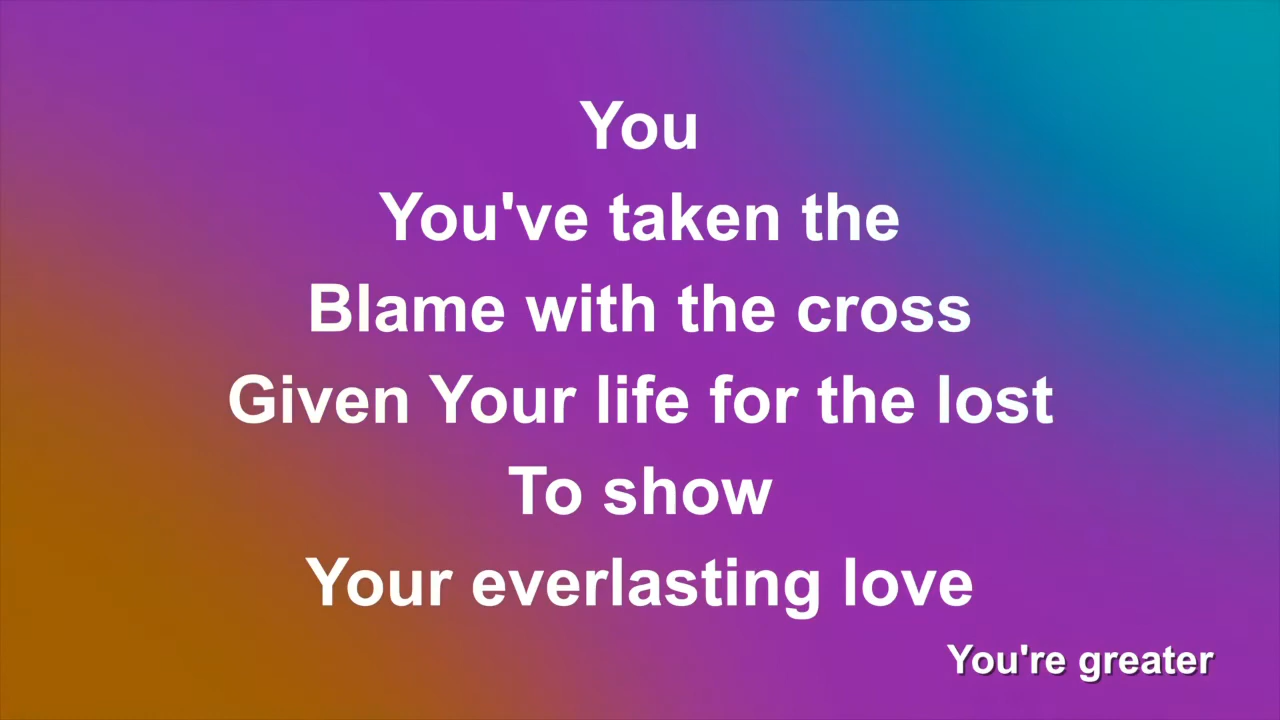 You
You've taken the
Blame with the cross
Given Your life for the lost
To show
Your everlasting love
You're greater